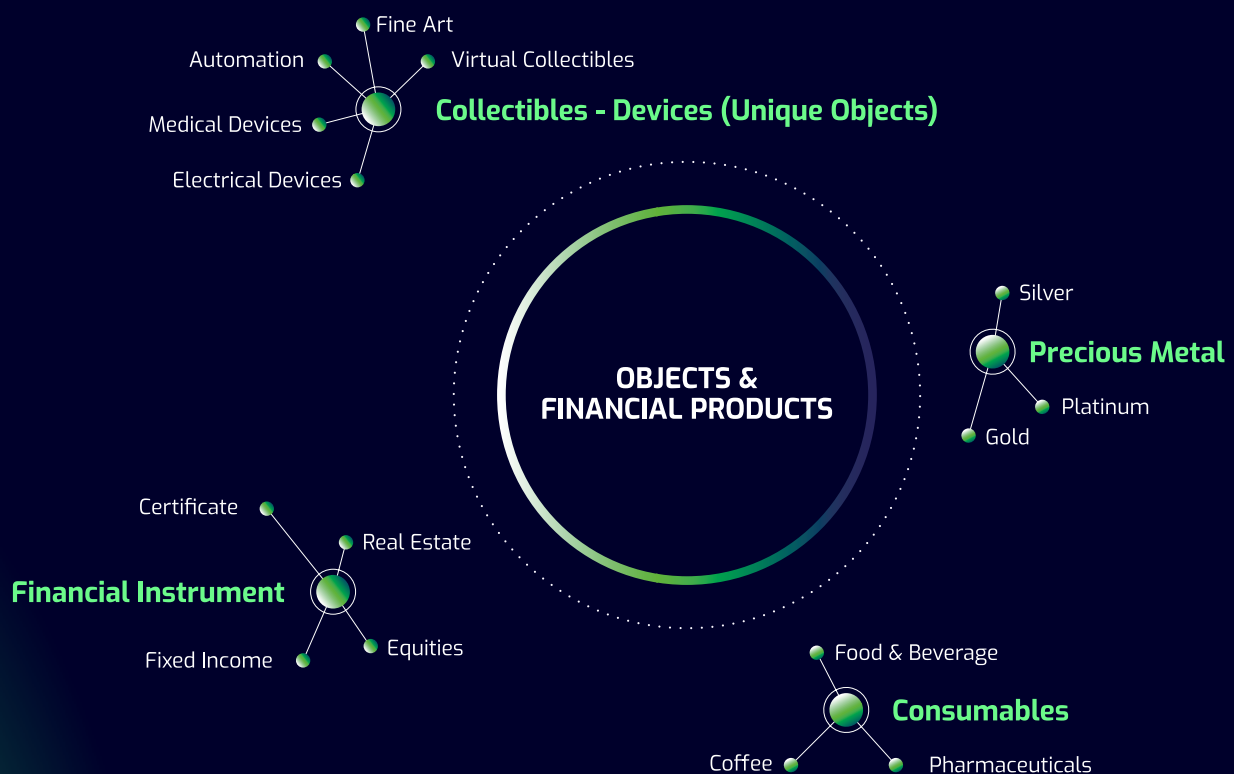 Fine Art
Automation
Virtual Collectibles
Collectibles - Devices (Unique Objects)
Medical Devices
Electrical Devices
Silver
Precious Metal
Platinum
Gold
OBJECTS &
FINANCIAL PRODUCTS
Certificate
Real Estate
Financial Instrument
Equities
Fixed Income
Food & Beverage
Consumables
Coffee
Pharmaceuticals